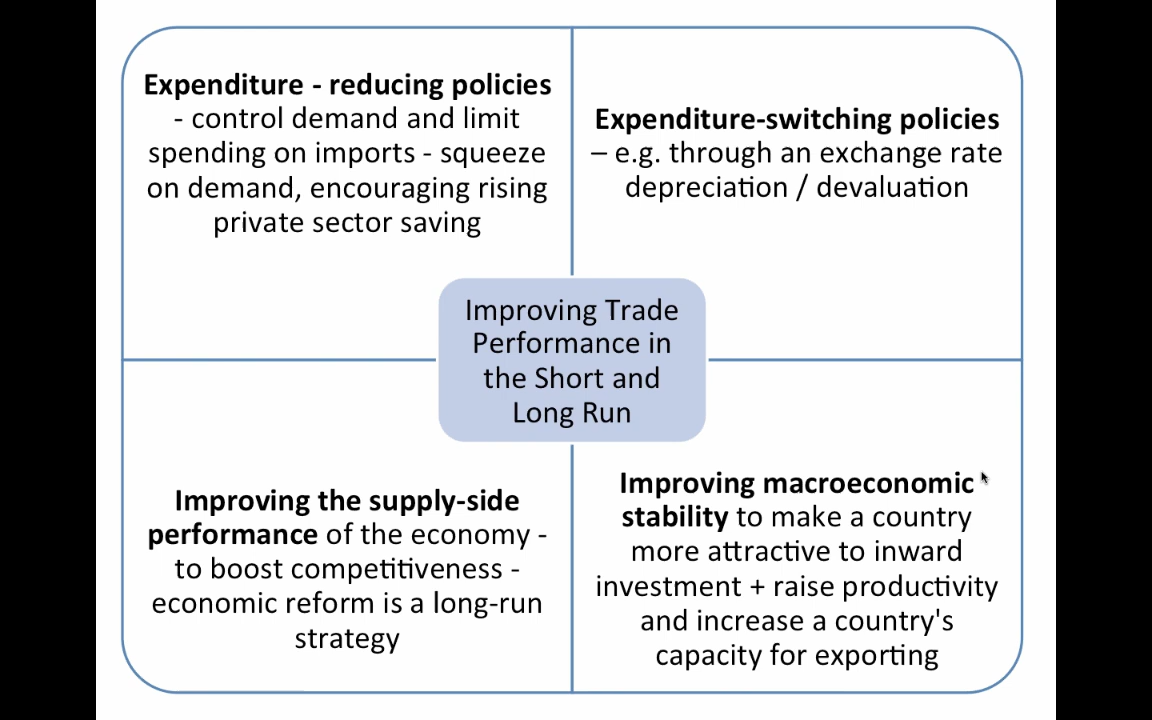 Expenditure - reducing policies
- control demand and limit
spending on imports - squeeze
on demand, encouraging rising
private sector saving
Expenditure-switching policies
– e.g. through an exchange rate
depreciation / devaluation
Improving Trade
Performance in
the Short and
Long Run
Improving the supply-side
performance of the economy -
to boost competitiveness -
economic reform is a long-run
strategy
Improving macroeconomic
stability to make a country
more attractive to inward
investment + raise productivity
and increase a country's
capacity for exporting